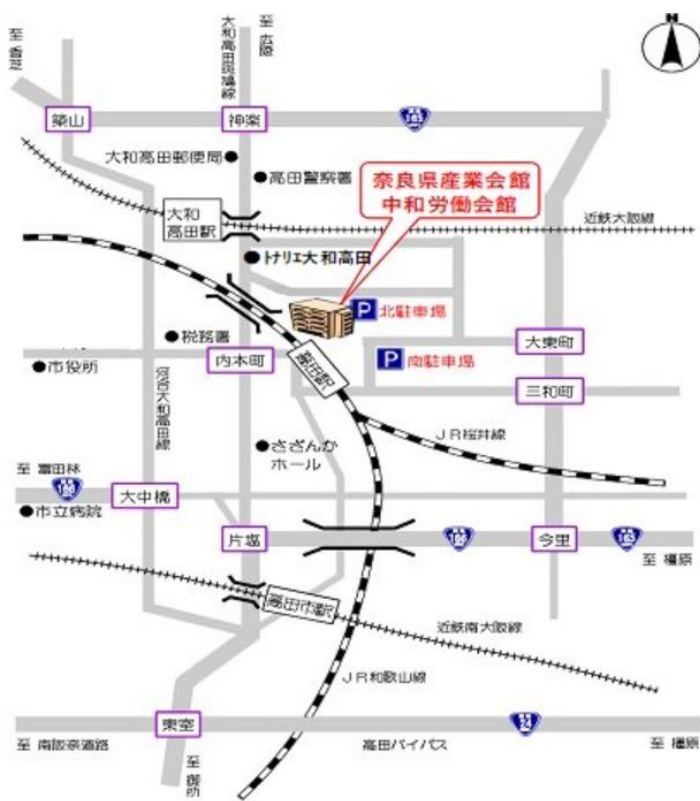 至 香芝
大和高田斑鳩線
至 広陵
築山
神楽
165
大和高田郵便局
高田警察署
奈良県産業会館
中和労働会館
大和
高田駅
近鉄大阪線
トナリエ大和高田
P 北駐車場
税務署
大東町
市役所
内本町
高田駅
P 南駐車場
三和町
河合大和高田線
JR桜井線
さざんか
ホール
至 富田林
166
大中橋
市立病院
片塩
166
今里
165
至 橿原
高田市駅
近鉄南大阪線
JR和歌山線
東室
24
至 南阪奈道路
高田バイパス
至 橿原
至 御所